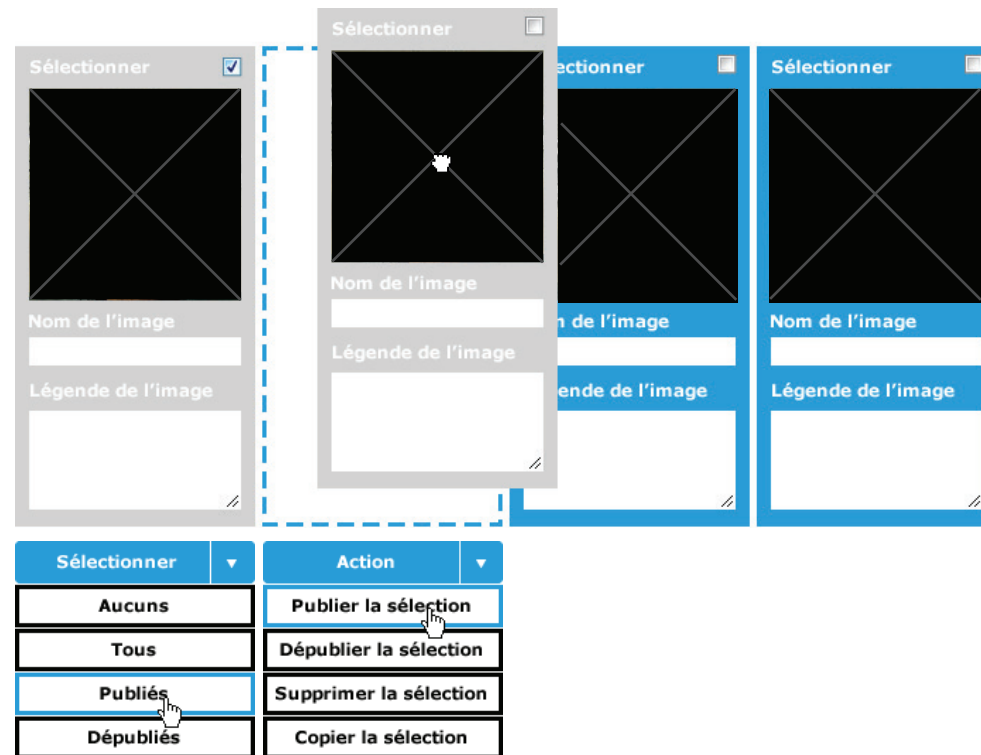 Sélectionner
Nom de l'image
Légende de l'image
Sélectionner
Nom de l'image
Légende de l'image
ectionner
de l'image
ende de l'image
Sélectionner
Nom de l'image
Légende de l'image
Sélectionner
Aucuns
Tous
Publiés
Dépubliés
Action
Publier la sélection
Dépublier la sélection
Supprimer la sélection
Copier la sélection